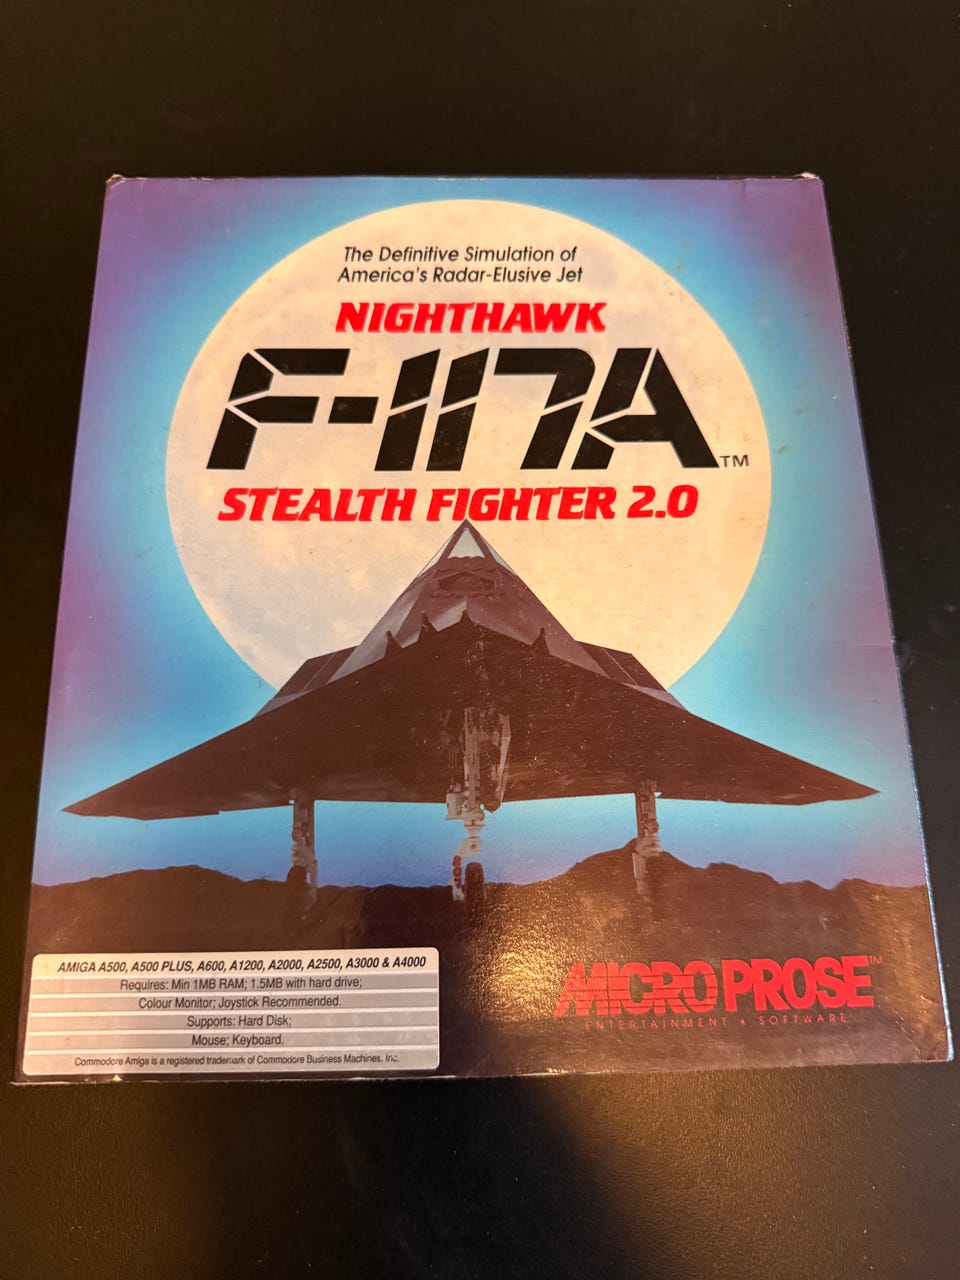 The Definitive Simulation of
America's Radar-Elusive Jet
NIGHTHAWK
F-117A™
STEALTH FIGHTER 2.0
AMIGA A500, A500 PLUS, A600, A1200, A2000, A2500, A3000 & A4000
Requires: Min 1MB RAM; 1.5MB with hard drive;
Colour Monitor; Joystick Recommended.
Supports: Hard Disk;
Mouse; Keyboard.
Commodore Amiga is a registered trademark of Commodore Business Machines, Inc.
MICROPROSE™
ENTERTAINMENT • SOFTWARE